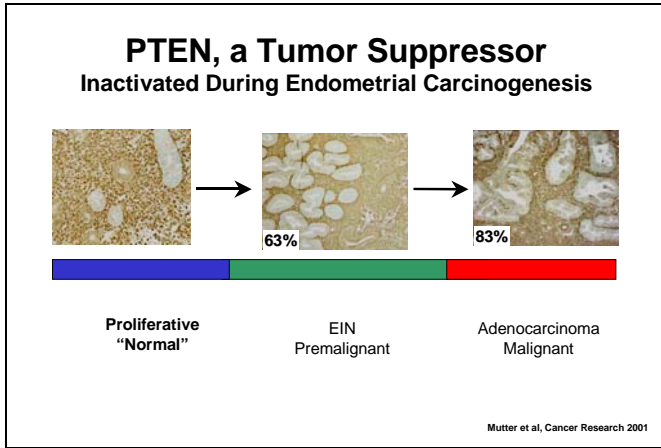 PTEN, a Tumor Suppressor
Inactivated During Endometrial Carcinogenesis
63%
83%
Proliferative
“Normal”
EIN
Premalignant
Adenocarcinoma
Malignant
Mutter et al, Cancer Research 2001